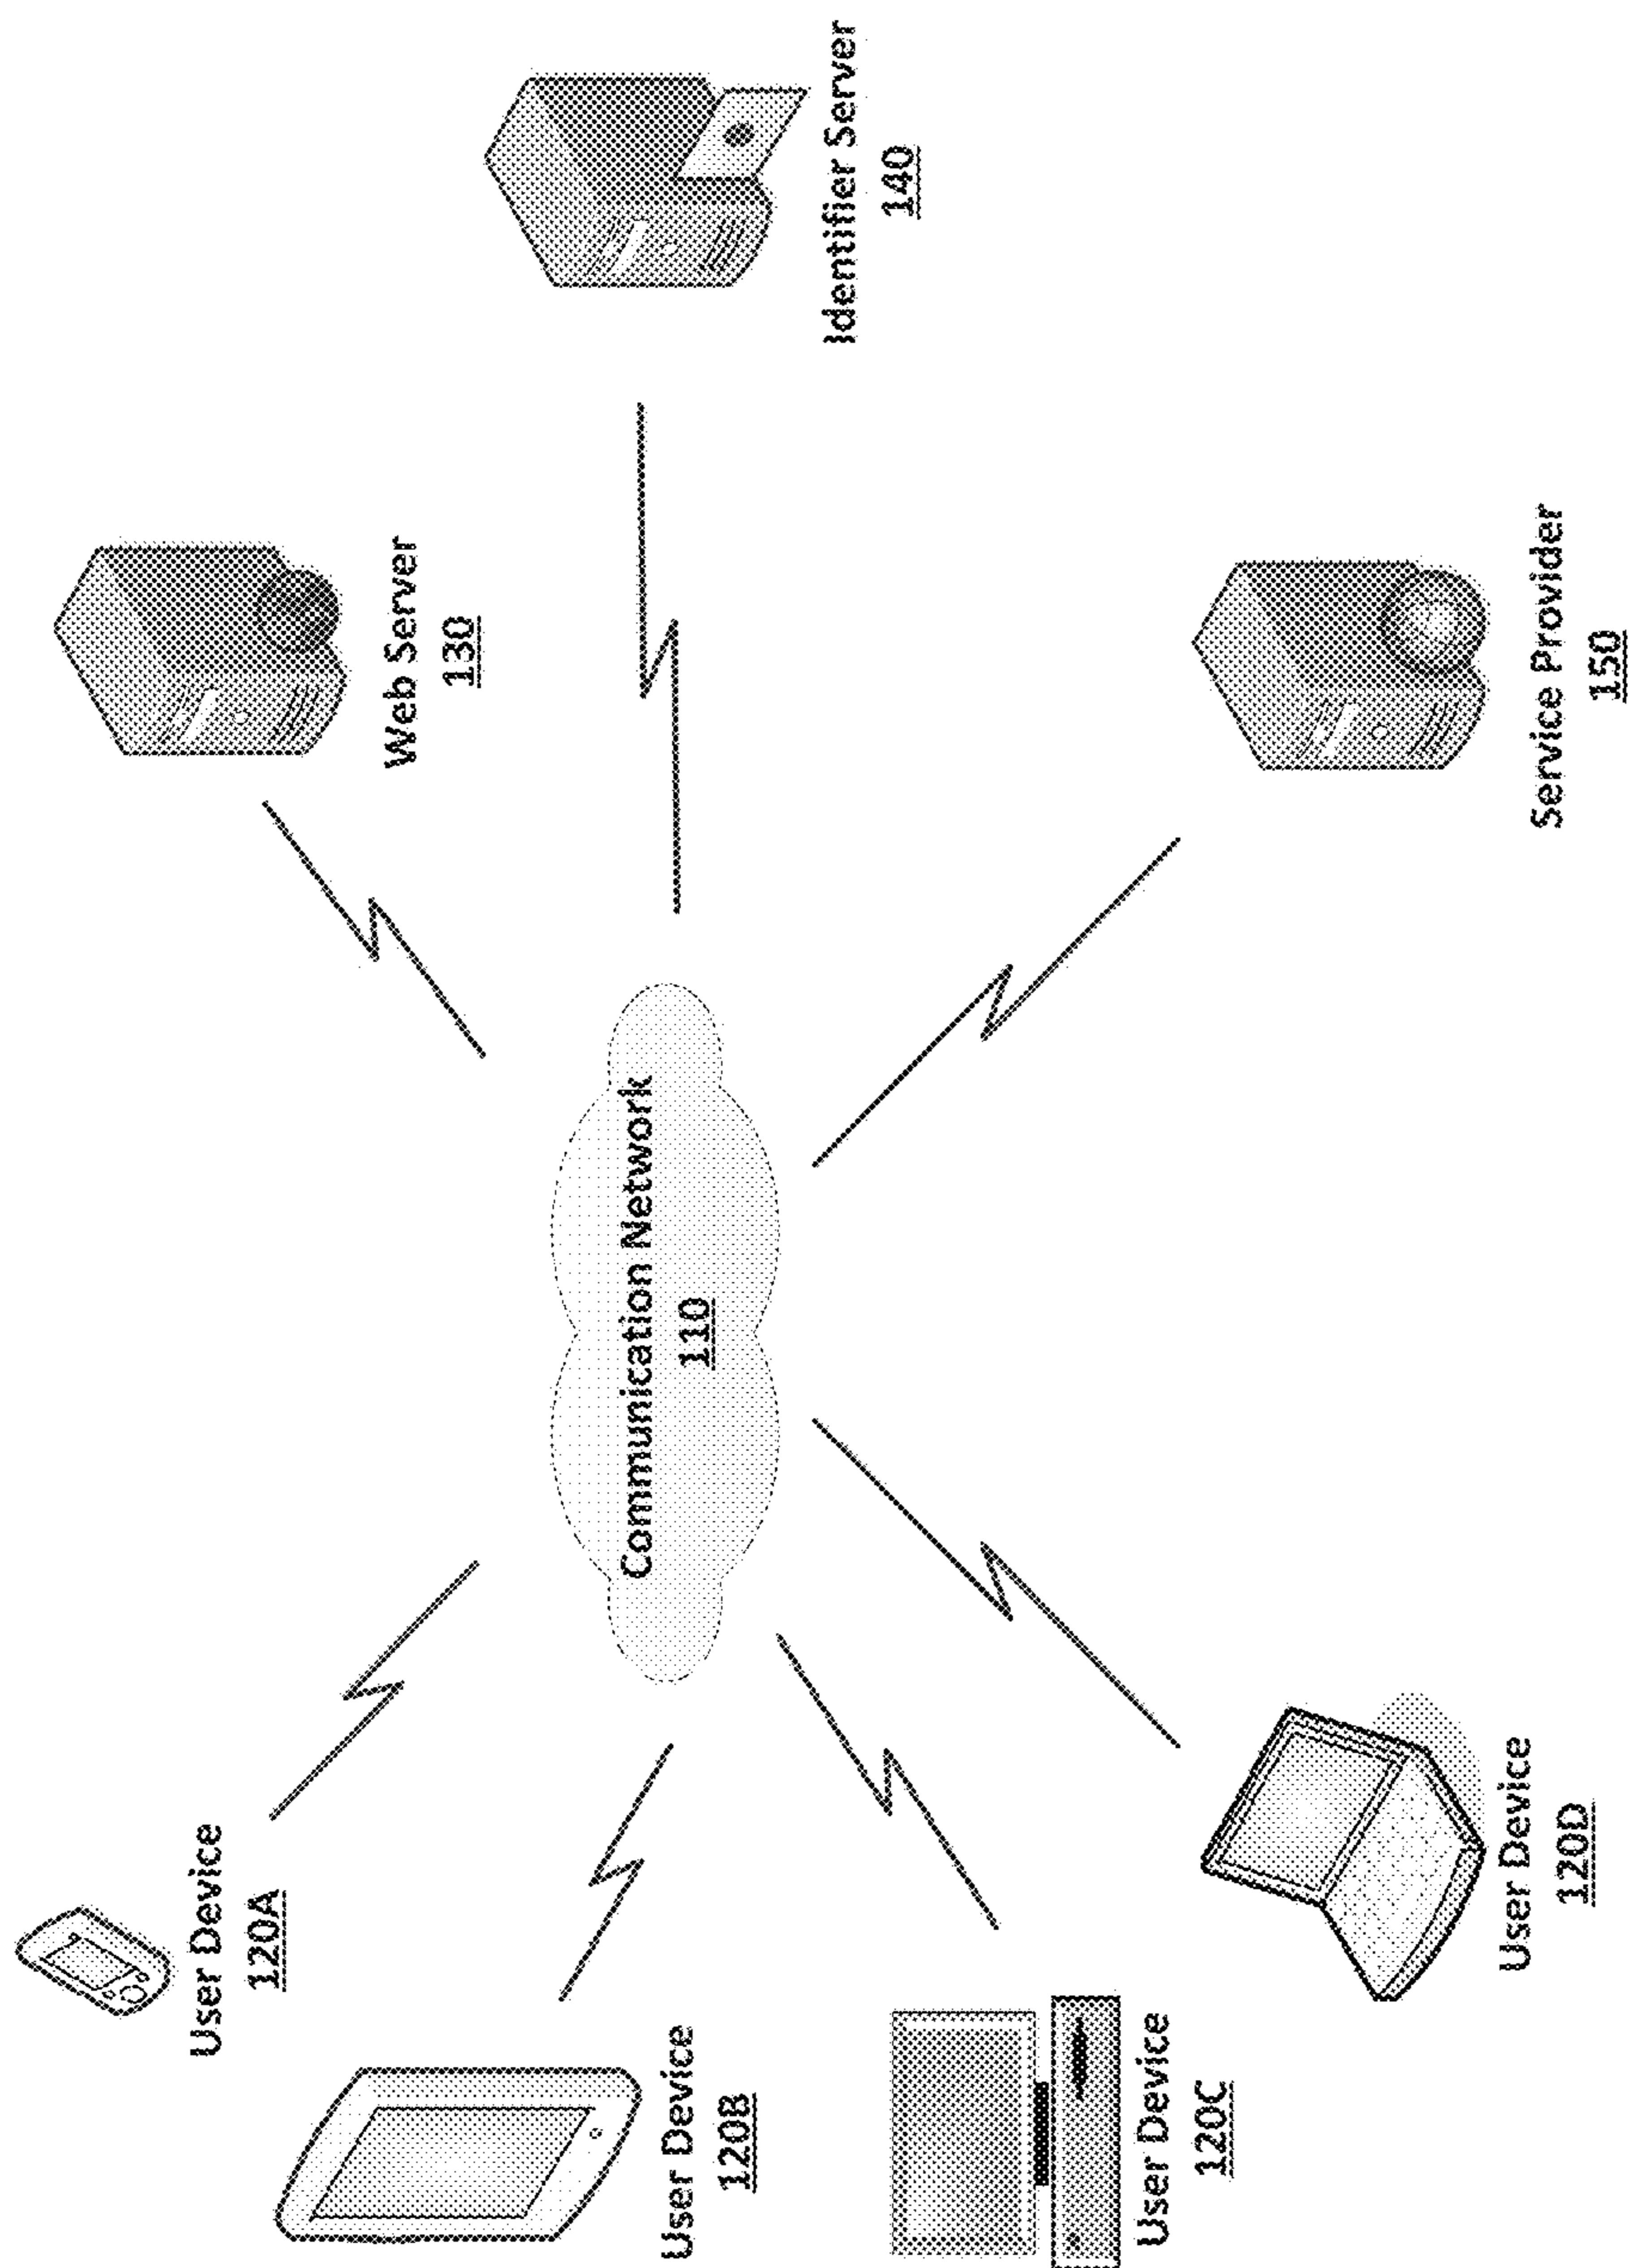 User Device
120A
User Device
120B
User Device
120C
User Device
120D
Communication Network
110
Web Server
130
Identifier Server
140
Service Provider
150